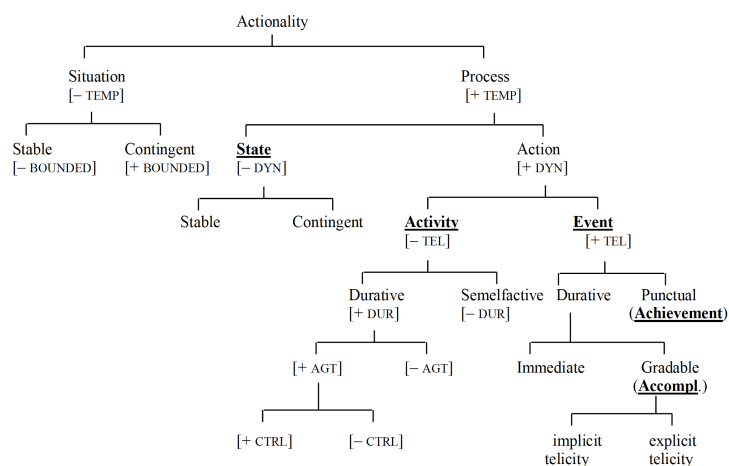 Actionality
Situation Process
[– TEMP] [+ TEMP]
Stable Contingent State Action
[– BOUNDED] [+ BOUNDED] [– DYN] [+ DYN]
Stable Contingent Activity Event
[– TEL] [+ TEL]
Durative Semelfactive Durative Punctual
[+ DUR] [– DUR] (Achievement)
[+ AGT] [– AGT] Immediate Gradable
(Accompl.)
[+ CTRL] [– CTRL] implicit explicit
telicity telicity